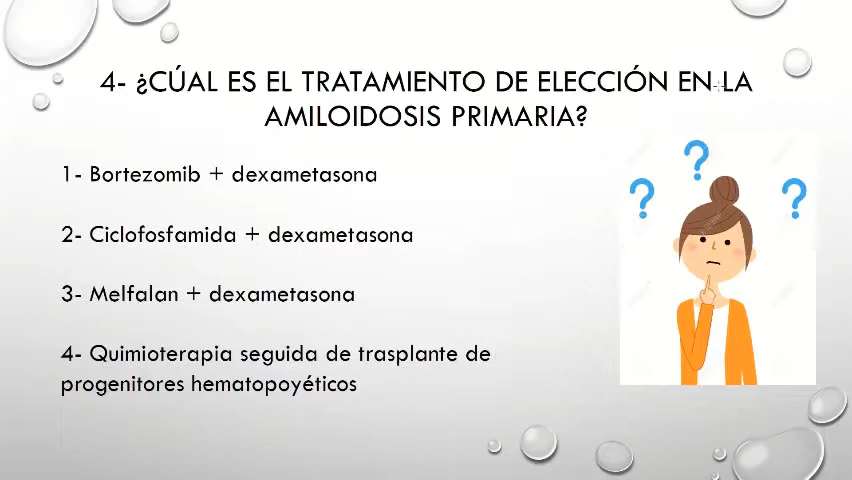 4- ¿CÚAL ES EL TRATAMIENTO DE ELECCIÓN EN LA
AMILOIDOSIS PRIMARIA?
1- Bortezomib + dexametasona
2- Ciclofosfamida + dexametasona
3- Melfalan + dexametasona
4- Quimioterapia seguida de trasplante de
progenitores hematopoyéticos
? ? ?